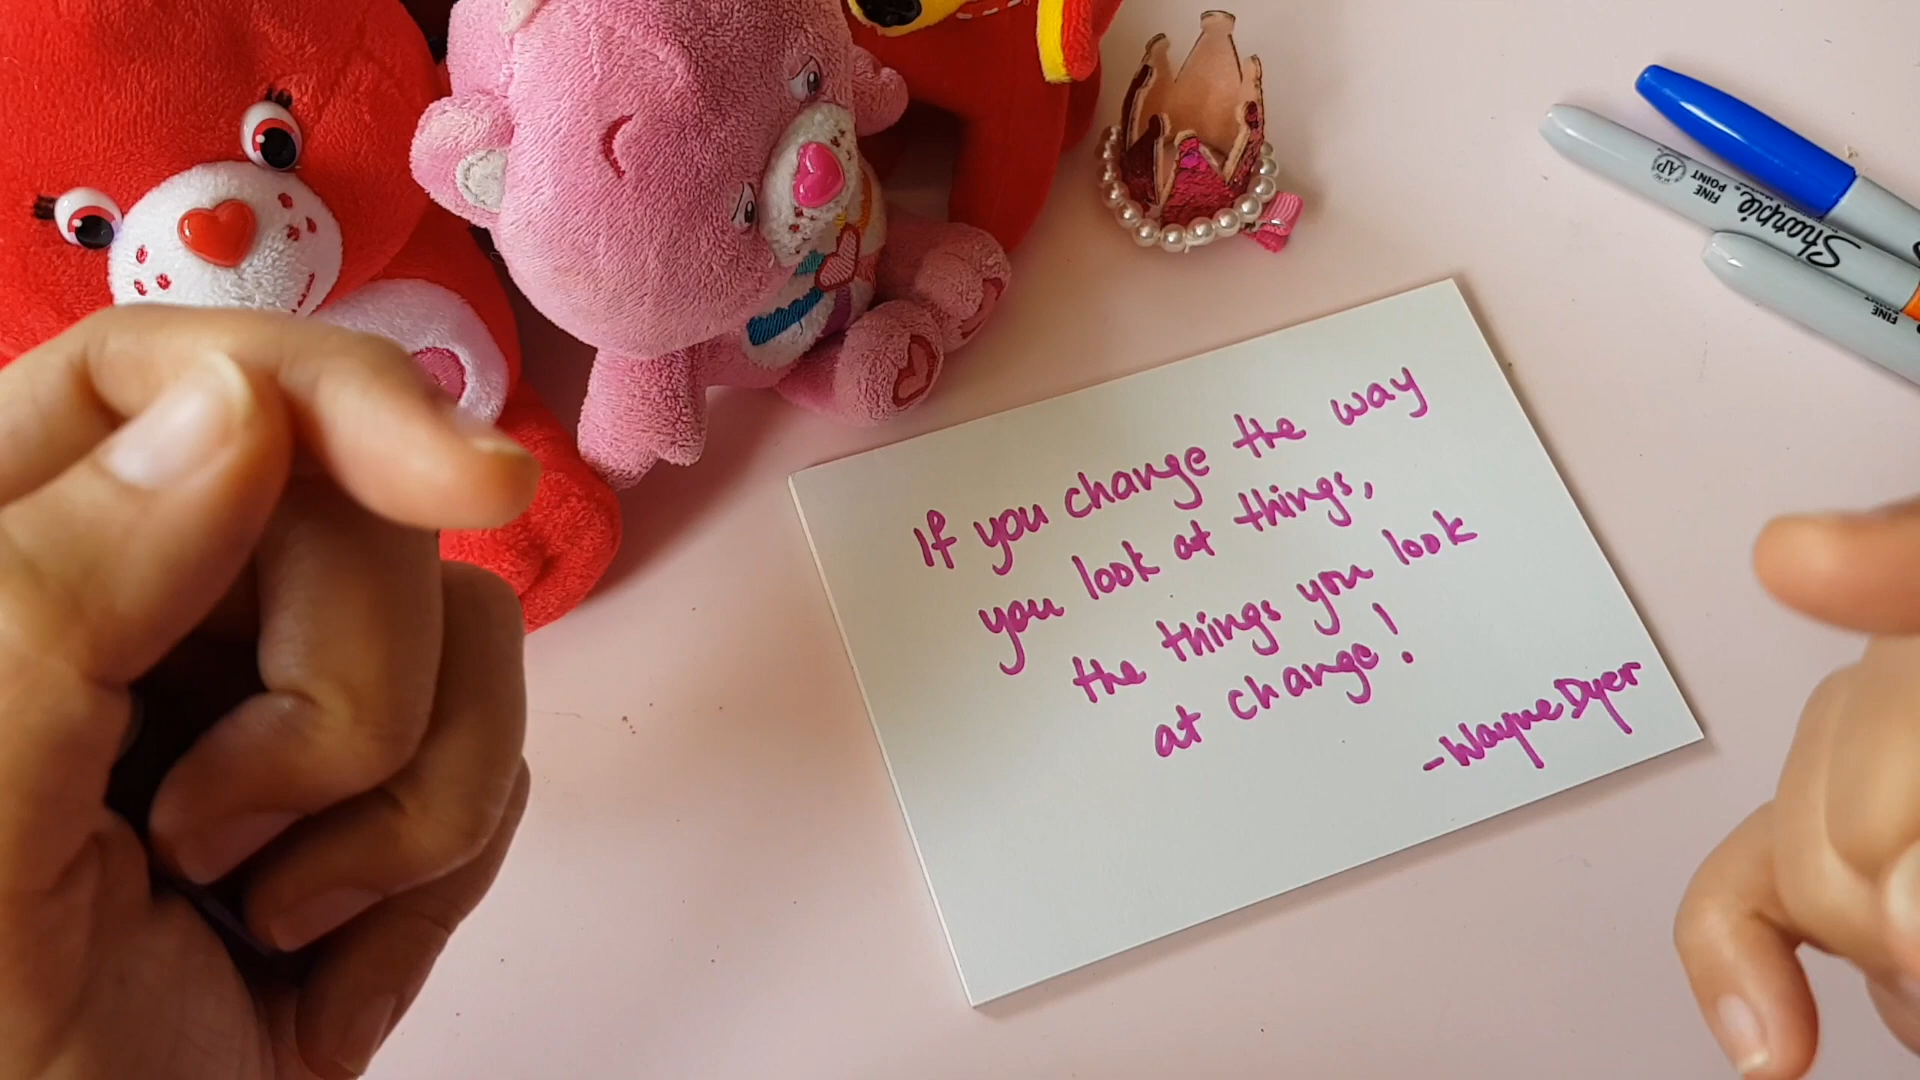 If you change the way
you look at things,
the things you look
at change!
-Wayne Dyer
AP
FINE
POINT
Sharpie
FINE